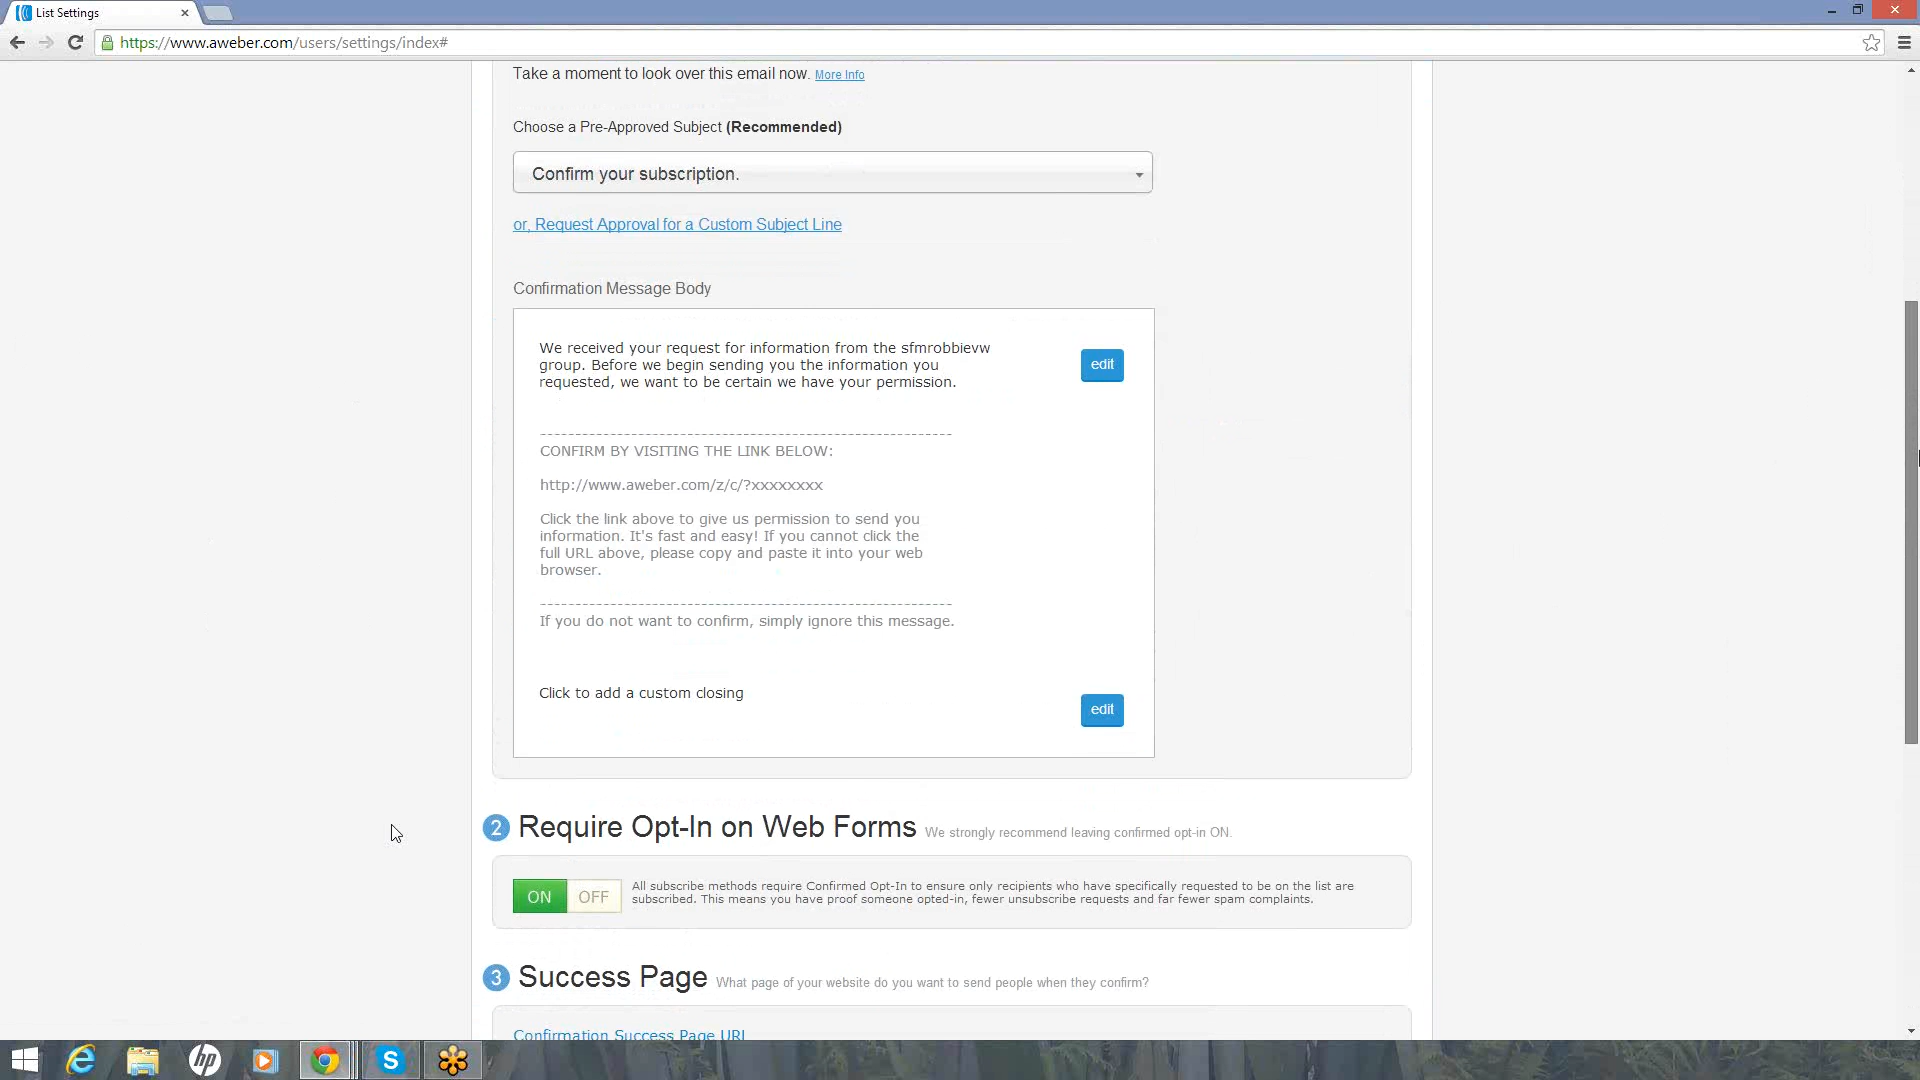 List Settings
https://www.aweber.com/users/settings/index#
Take a moment to look over this email now. More Info
Choose a Pre-Approved Subject (Recommended)
Confirm your subscription.
or, Request Approval for a Custom Subject Line
Confirmation Message Body
We received your request for information from the sfmrobbievw
group. Before we begin sending you the information you
requested, we want to be certain we have your permission.
edit
------------------------------------------------------------
CONFIRM BY VISITING THE LINK BELOW:
http://www.aweber.com/z/c/?xxxxxxxx
Click the link above to give us permission to send you
information. It's fast and easy! If you cannot click the
full URL above, please copy and paste it into your web
browser.
------------------------------------------------------------
If you do not want to confirm, simply ignore this message.
Click to add a custom closing
edit
2 Require Opt-In on Web Forms We strongly recommend leaving confirmed opt-in ON.
ON OFF
All subscribe methods require Confirmed Opt-In to ensure only recipients who have specifically requested to be on the list are
subscribed. This means you have proof someone opted-in, fewer unsubscribe requests and far fewer spam complaints.
3 Success Page What page of your website do you want to send people when they confirm?
Confirmation Success Page URL
hp
S